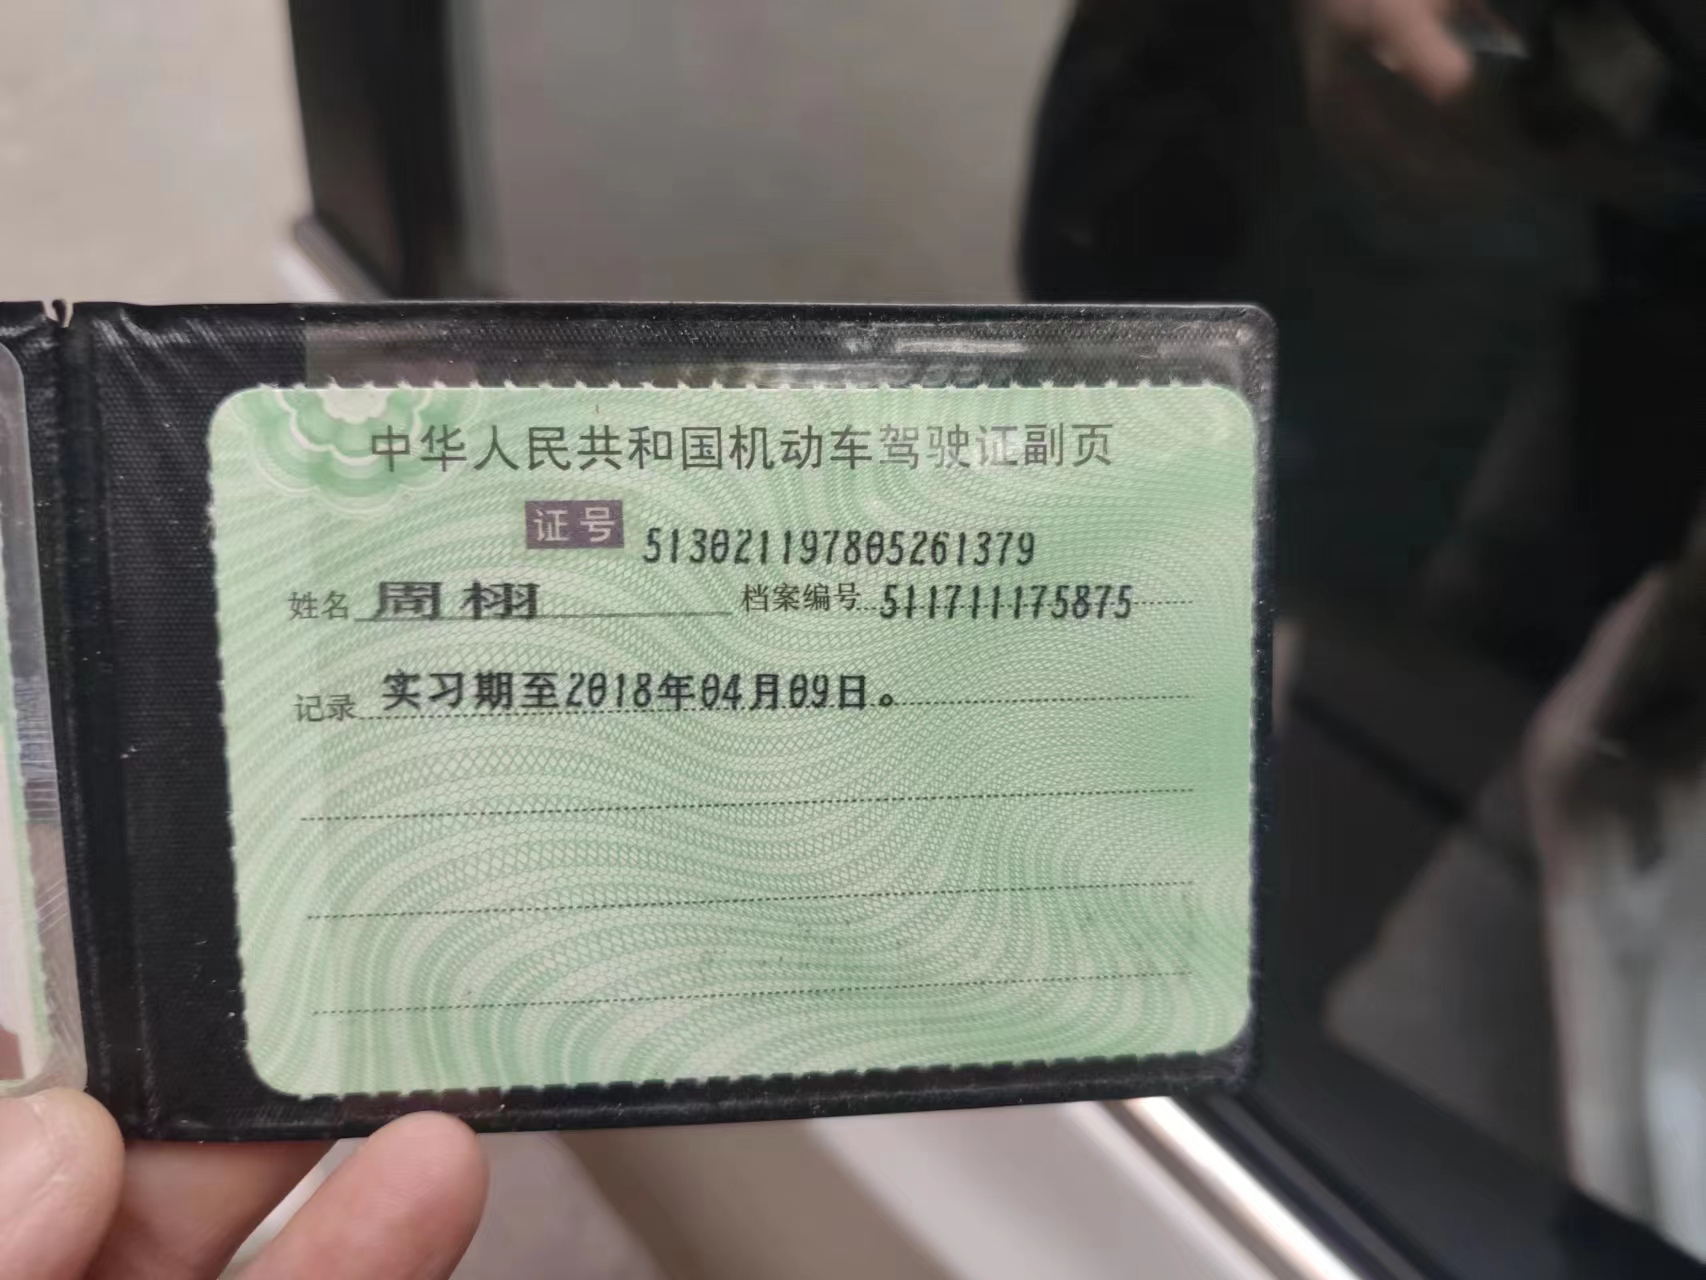 中华人民共和国机动车驾驶证副页
证号 513021197805261379
姓名 周栩 档案编号 511711175875
记录 实习期至2018年04月09日。